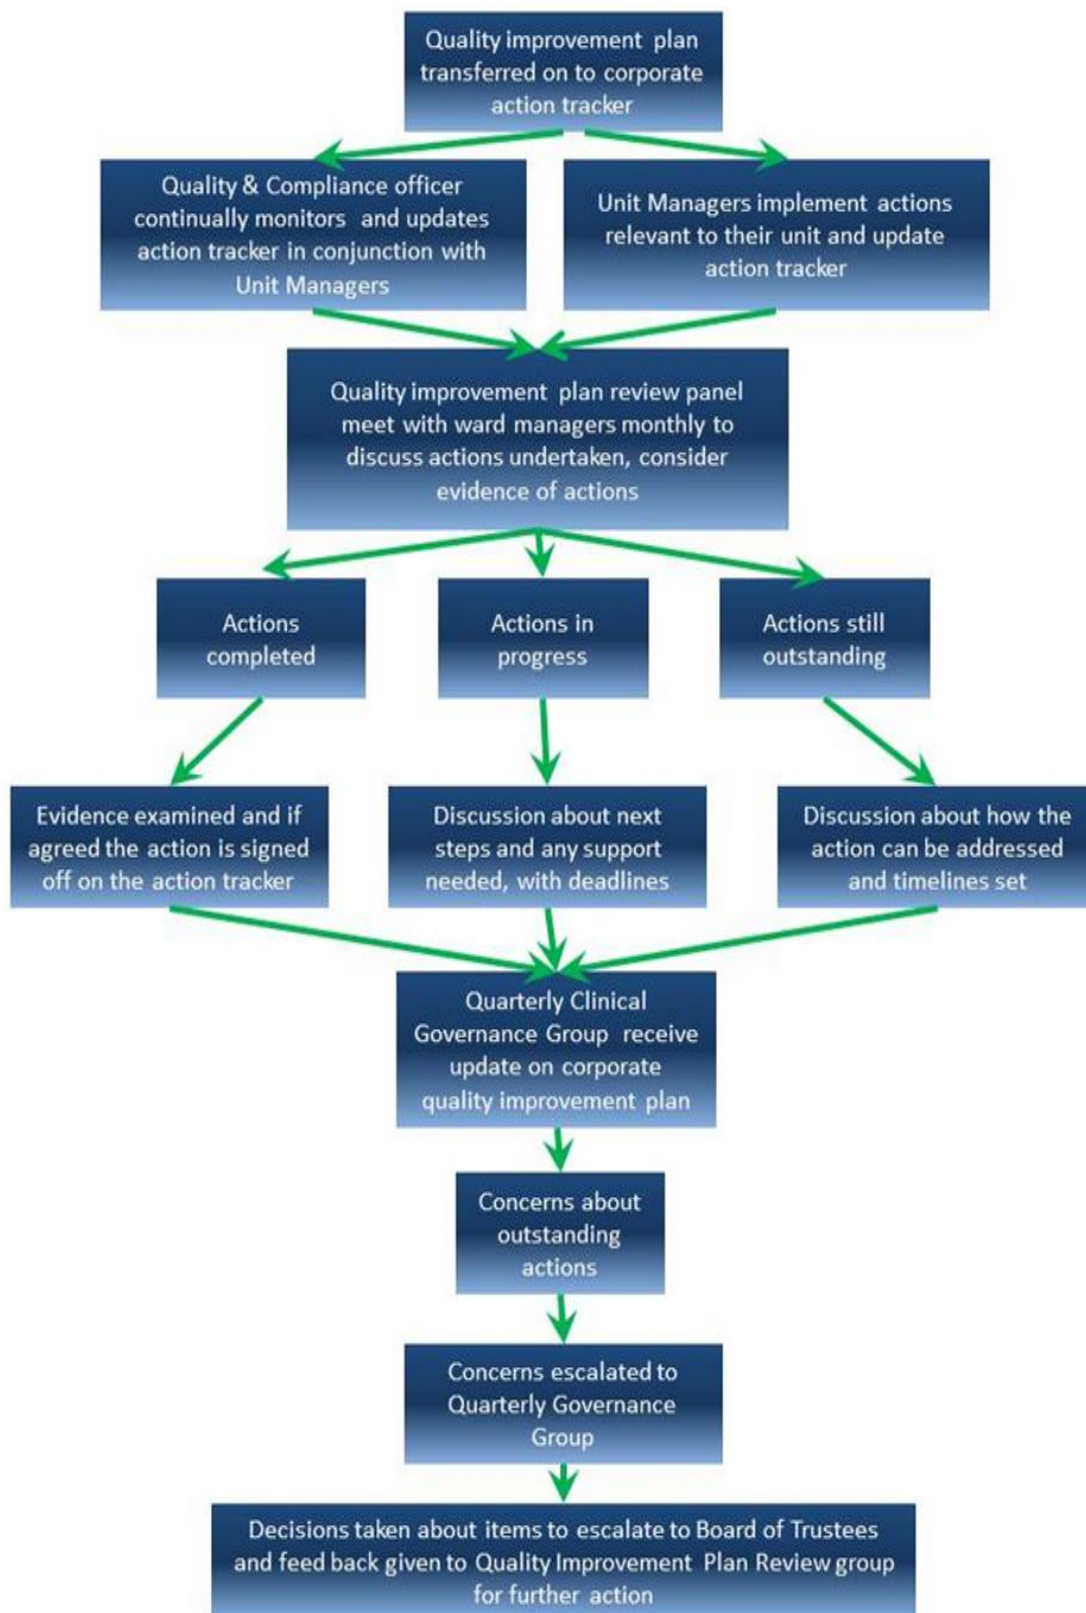 Quality improvement plan
transferred on to corporate
action tracker
Quality & Compliance officer
continually monitors and updates
action tracker in conjunction with
Unit Managers
Unit Managers implement actions
relevant to their unit and update
action tracker
Quality improvement plan review panel
meet with ward managers monthly to
discuss actions undertaken, consider
evidence of actions
Actions
completed
Actions in
progress
Actions still
outstanding
Evidence examined and if
agreed the action is signed
off on the action tracker
Discussion about next
steps and any support
needed, with deadlines
Discussion about how the
action can be addressed
and timelines set
Quarterly Clinical
Governance Group receive
update on corporate
quality improvement plan
Concerns about
outstanding
actions
Concerns escalated to
Quarterly Governance
Group
Decisions taken about items to escalate to Board of Trustees
and feed back given to Quality Improvement Plan Review group
for further action